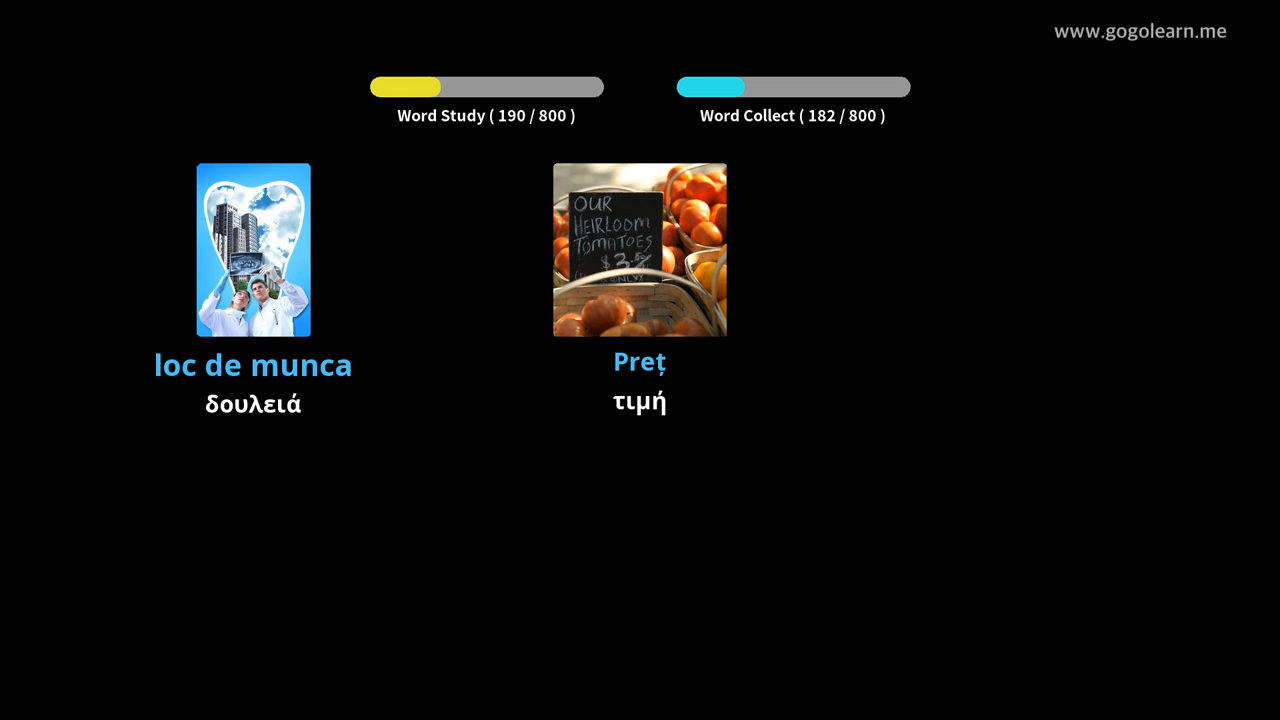 www.gogolearn.me
Word Study ( 190 / 800 )
Word Collect ( 182 / 800 )
OUR
HEIRLOOM
TOMATOES
loc de munca
δουλειά
Preț
τιμή